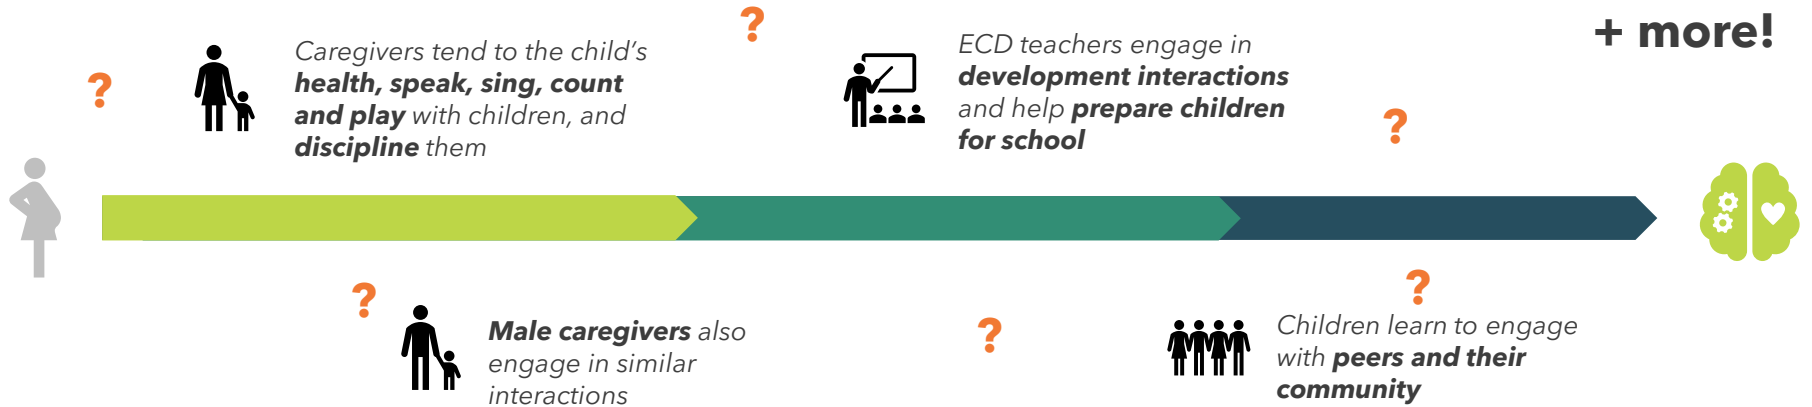 ?
Caregivers tend to the child's
health, speak, sing, count
and play with children, and
discipline them
?
ECD teachers engage in
development interactions
and help prepare children
for school
?
+ more!
?
Male caregivers also
engage in similar
interactions
?
?
Children learn to engage
with peers and their
community